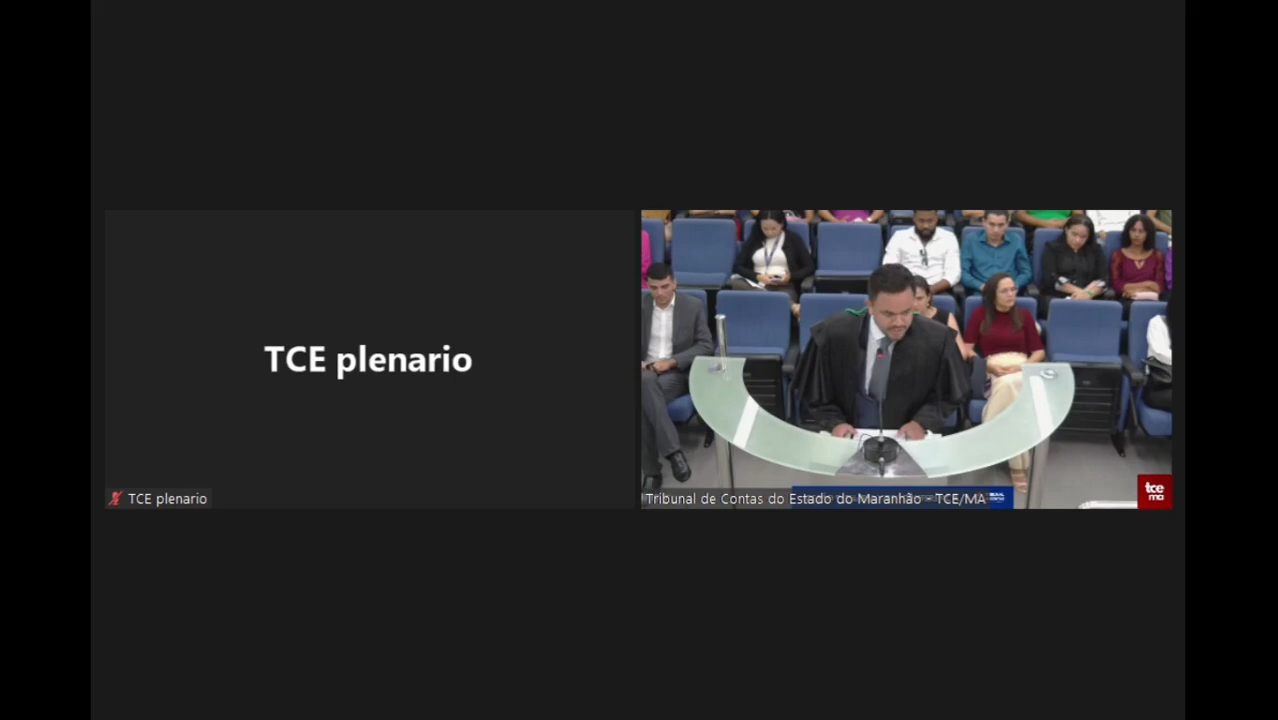 TCE plenario
TCE plenario
Tribunal de Contas do Estado do Maranhão - TCE/MA
tce
ma